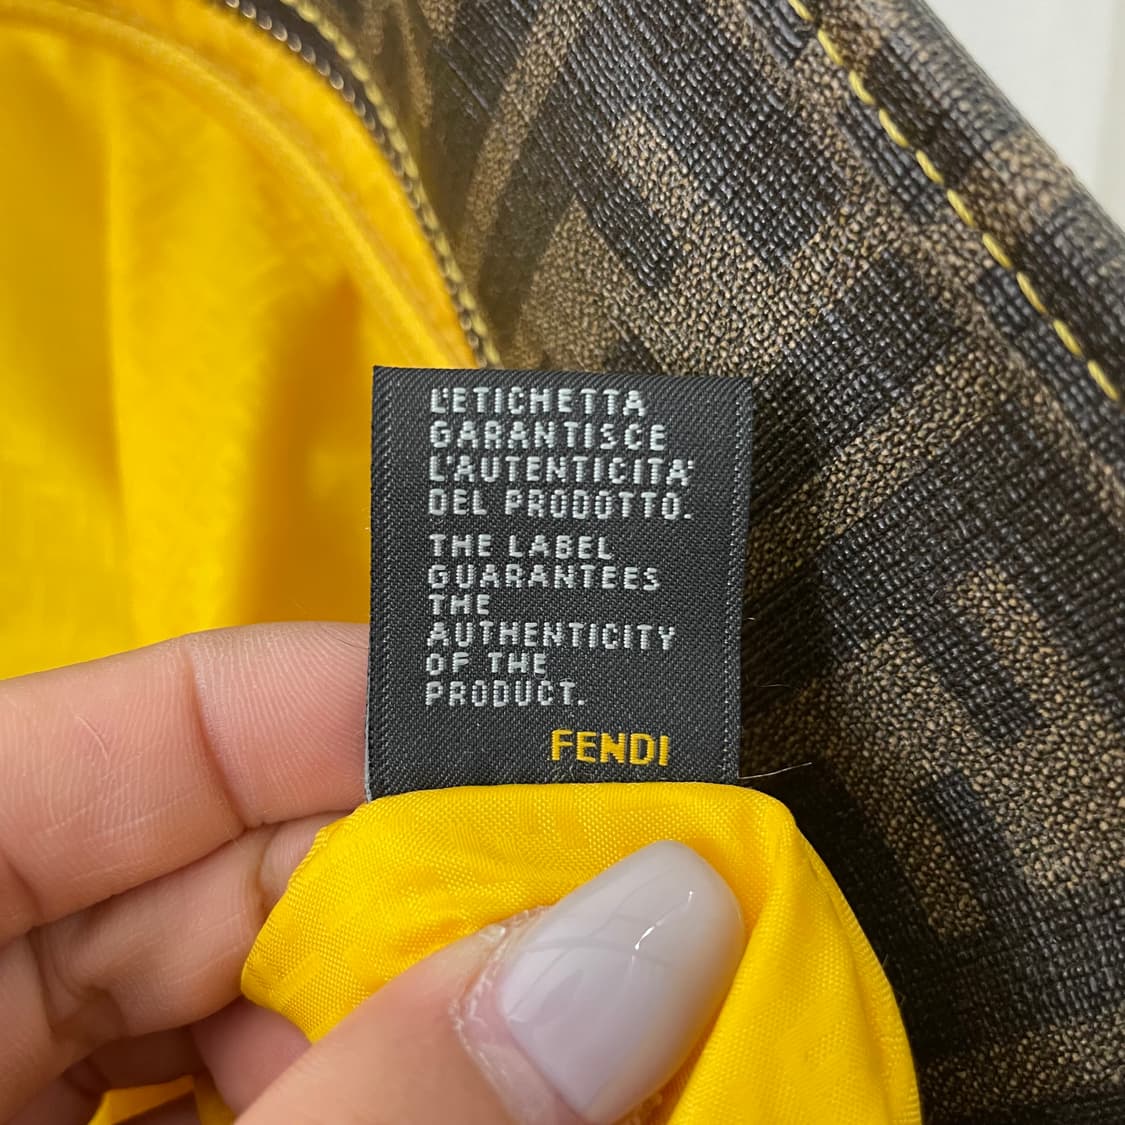 L'ETICHETTA
GARANTISCE
L'AUTENTICITA'
DEL PRODOTTO.
THE LABEL
GUARANTEES
THE
AUTHENTICITY
OF THE
PRODUCT.
FENDI